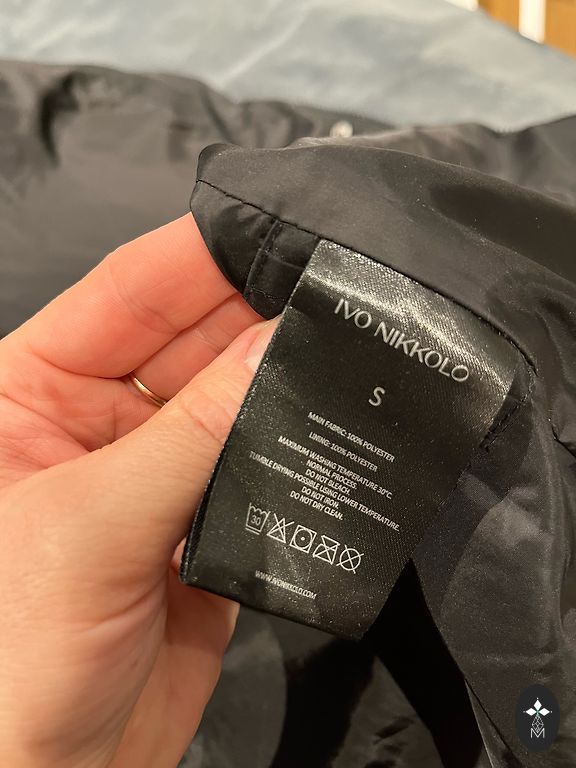 IVO NIKKOLO
S
MAIN FABRIC: 100% POLYESTER
LINING: 100% POLYESTER
MAXIMUM WASHING TEMPERATURE 30°C.
NORMAL PROCESS.
DO NOT BLEACH.
TUMBLE DRYING POSSIBLE USING LOWER TEMPERATURE.
DO NOT IRON.
DO NOT DRY CLEAN.
30
WWW.IVONIKKOLO.COM
M